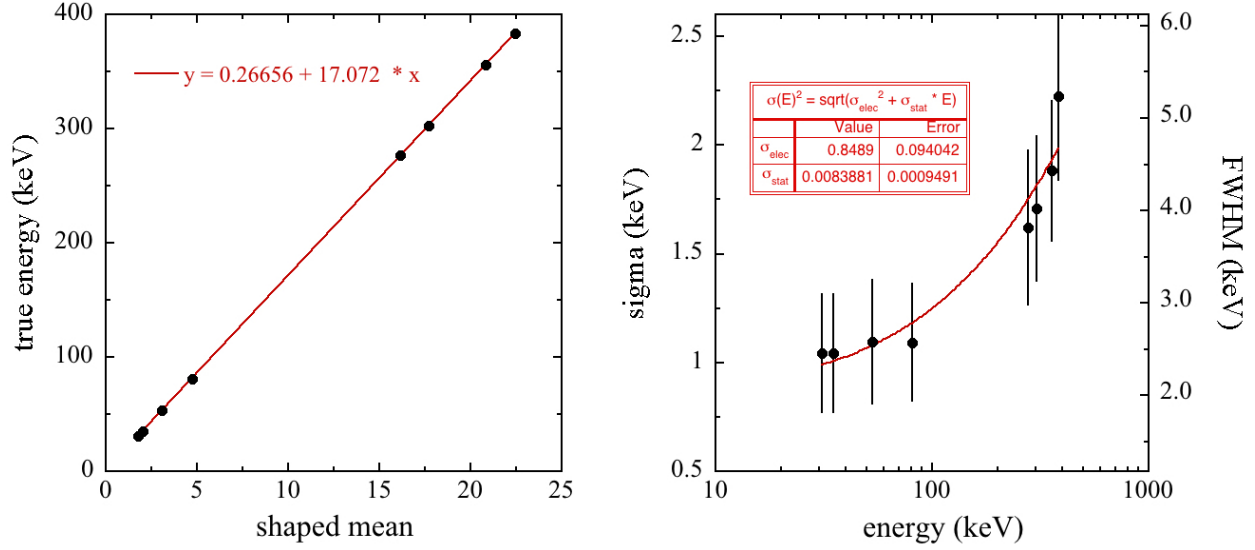 400
300
200
100
0
true energy (keV)
y = 0.26656 + 17.072 * x
0 5 10 15 20 25
shaped mean
2.5
2
1.5
1
0.5
sigma (keV)
σ(E)² = sqrt(σelec² + σstat * E)
Value Error
σelec 0.8489 0.094042
σstat 0.0083881 0.0009491
10 100 1000
energy (keV)
6.0
5.0
4.0
3.0
2.0
FWHM (keV)